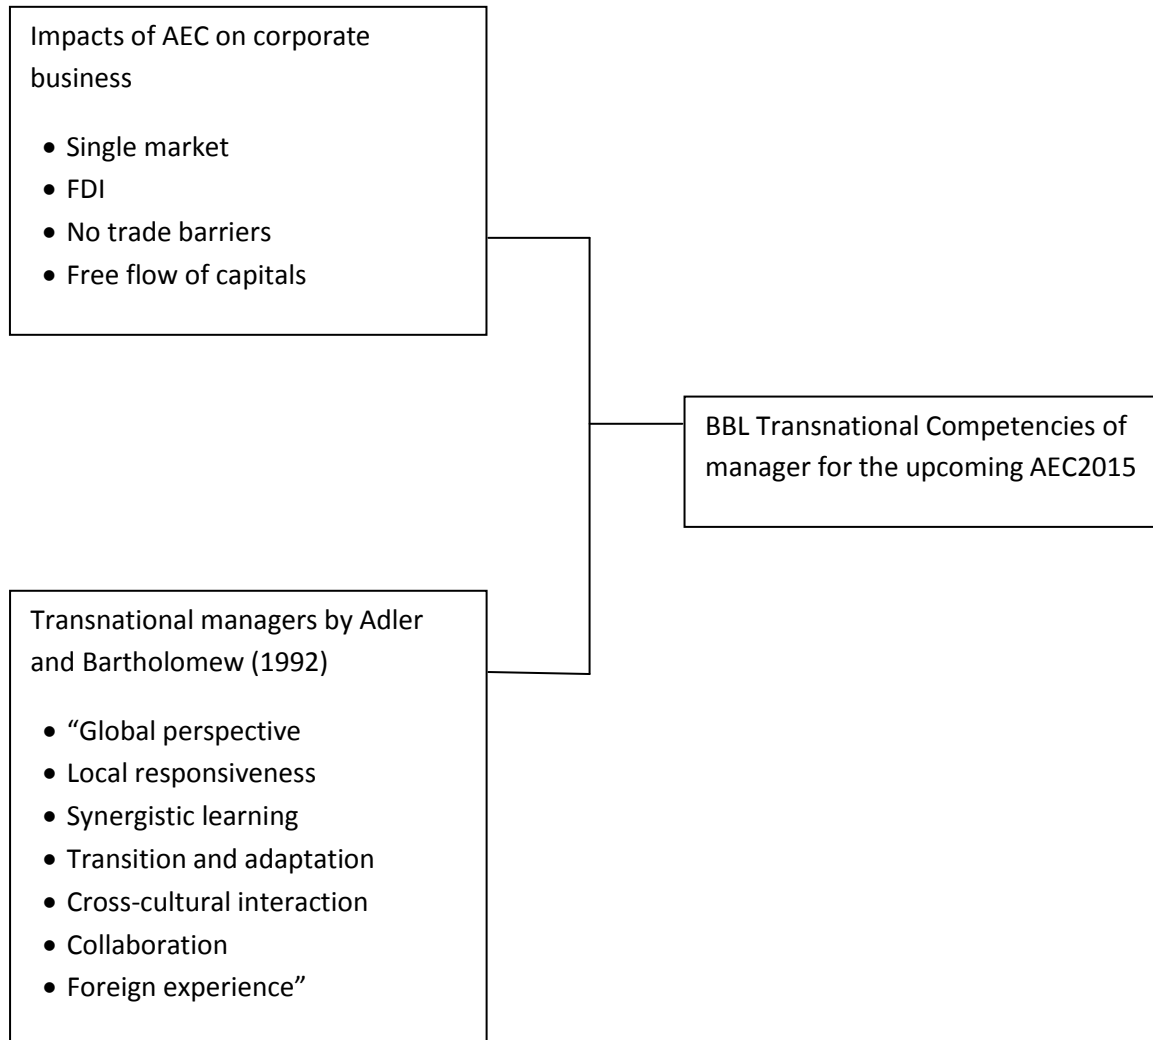 Impacts of AEC on corporate
business
• Single market
• FDI
• No trade barriers
• Free flow of capitals
BBL Transnational Competencies of
manager for the upcoming AEC2015
Transnational managers by Adler
and Bartholomew (1992)
• “Global perspective
• Local responsiveness
• Synergistic learning
• Transition and adaptation
• Cross-cultural interaction
• Collaboration
• Foreign experience”